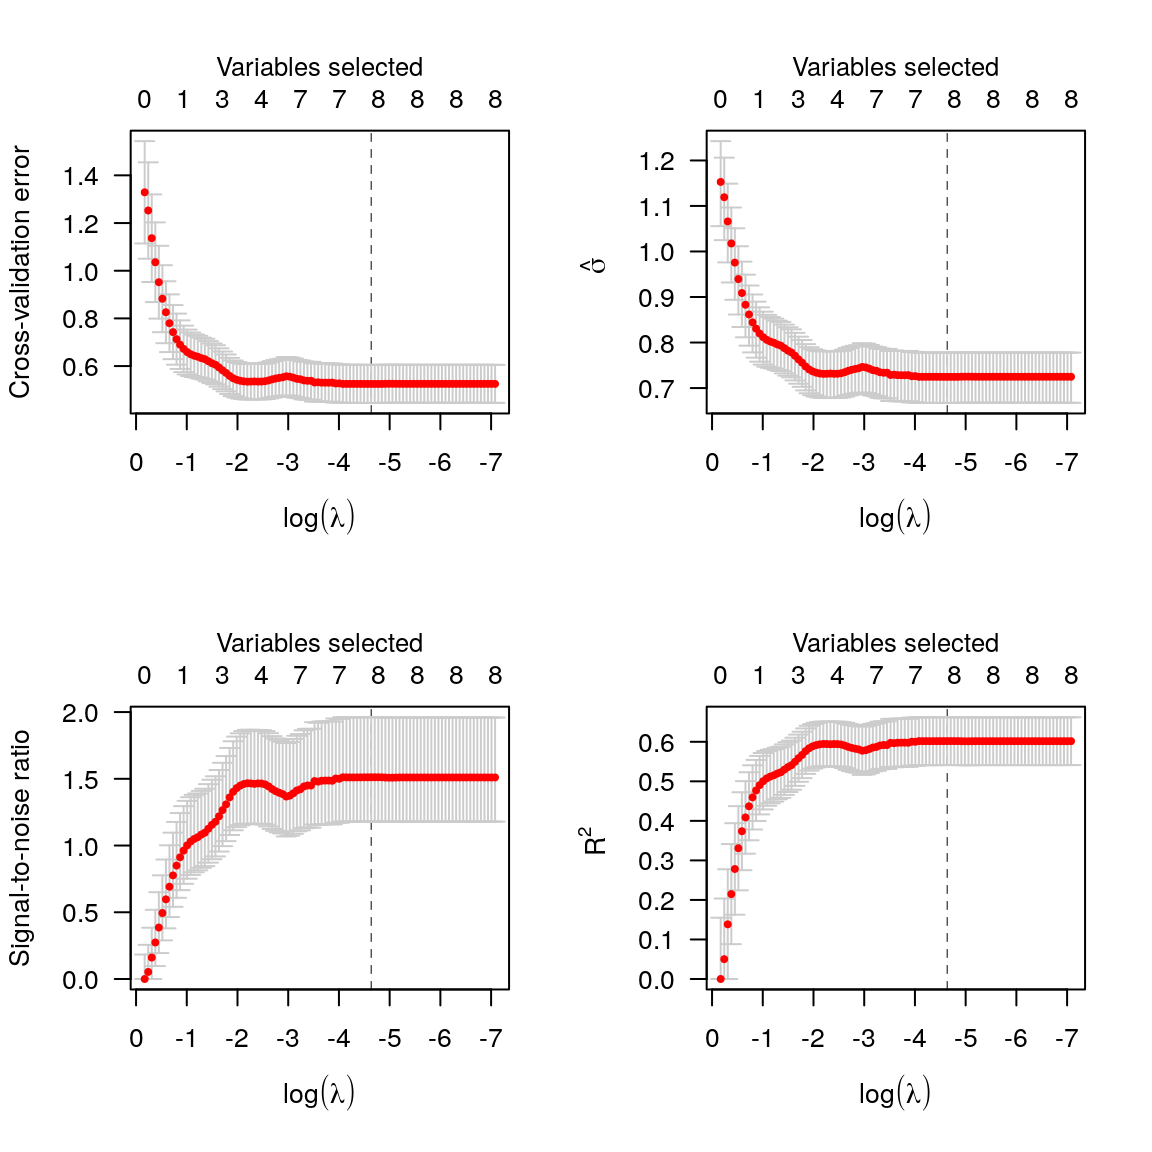 Variables selected
0 1 3 4 7 7 8 8 8 8
Cross-validation error
1.4
1.2
1.0
0.8
0.6
0 -1 -2 -3 -4 -5 -6 -7
log(λ)
Variables selected
0 1 3 4 7 7 8 8 8 8
σ̂
1.2
1.1
1.0
0.9
0.8
0.7
0 -1 -2 -3 -4 -5 -6 -7
log(λ)
Variables selected
0 1 3 4 7 7 8 8 8 8
Signal-to-noise ratio
2.0
1.5
1.0
0.5
0.0
0 -1 -2 -3 -4 -5 -6 -7
log(λ)
Variables selected
0 1 3 4 7 7 8 8 8 8
R²
0.6
0.5
0.4
0.3
0.2
0.1
0.0
0 -1 -2 -3 -4 -5 -6 -7
log(λ)